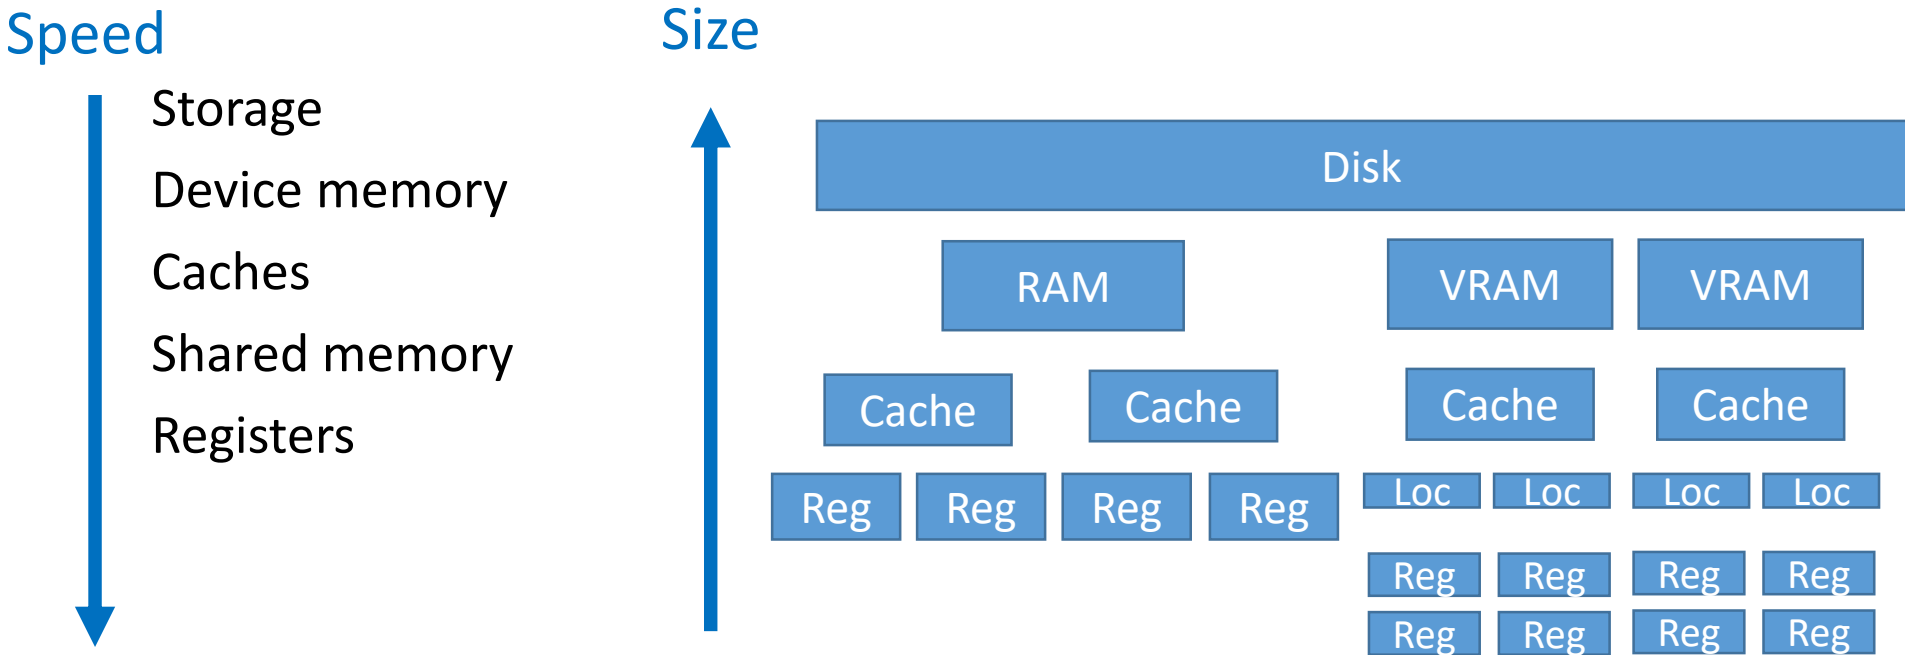 Speed
Storage
Device memory
Caches
Shared memory
Registers
Size
Disk
RAM VRAM VRAM
Cache Cache Cache Cache
Reg Reg Reg Reg Loc Loc Loc Loc
Reg Reg Reg Reg
Reg Reg Reg Reg